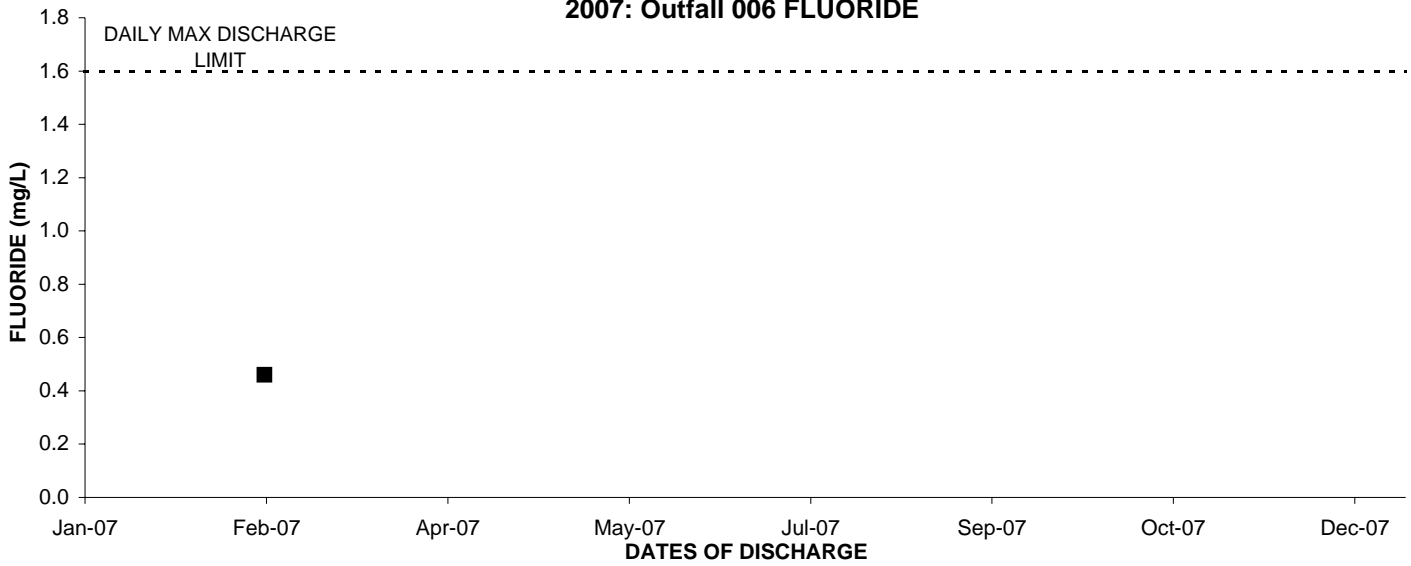 2007: Outfall 006 FLUORIDE
1.8
DAILY MAX DISCHARGE
LIMIT
1.6
1.4
1.2
1.0
0.8
0.6
0.4
0.2
0.0
FLUORIDE (mg/L)
Jan-07 Feb-07 Apr-07 May-07 Jul-07 Sep-07 Oct-07 Dec-07
DATES OF DISCHARGE